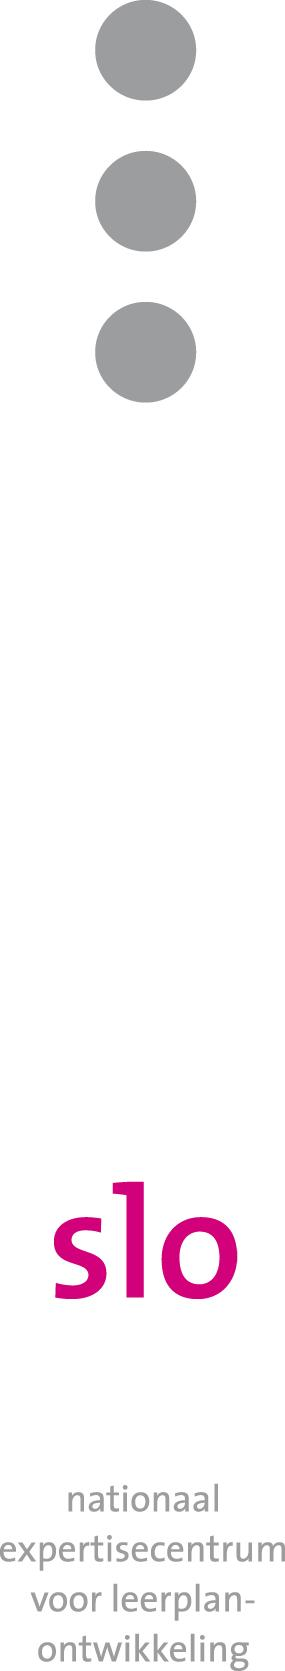 slo
nationaal
expertisecentrum
voor leerplan-
ontwikkeling